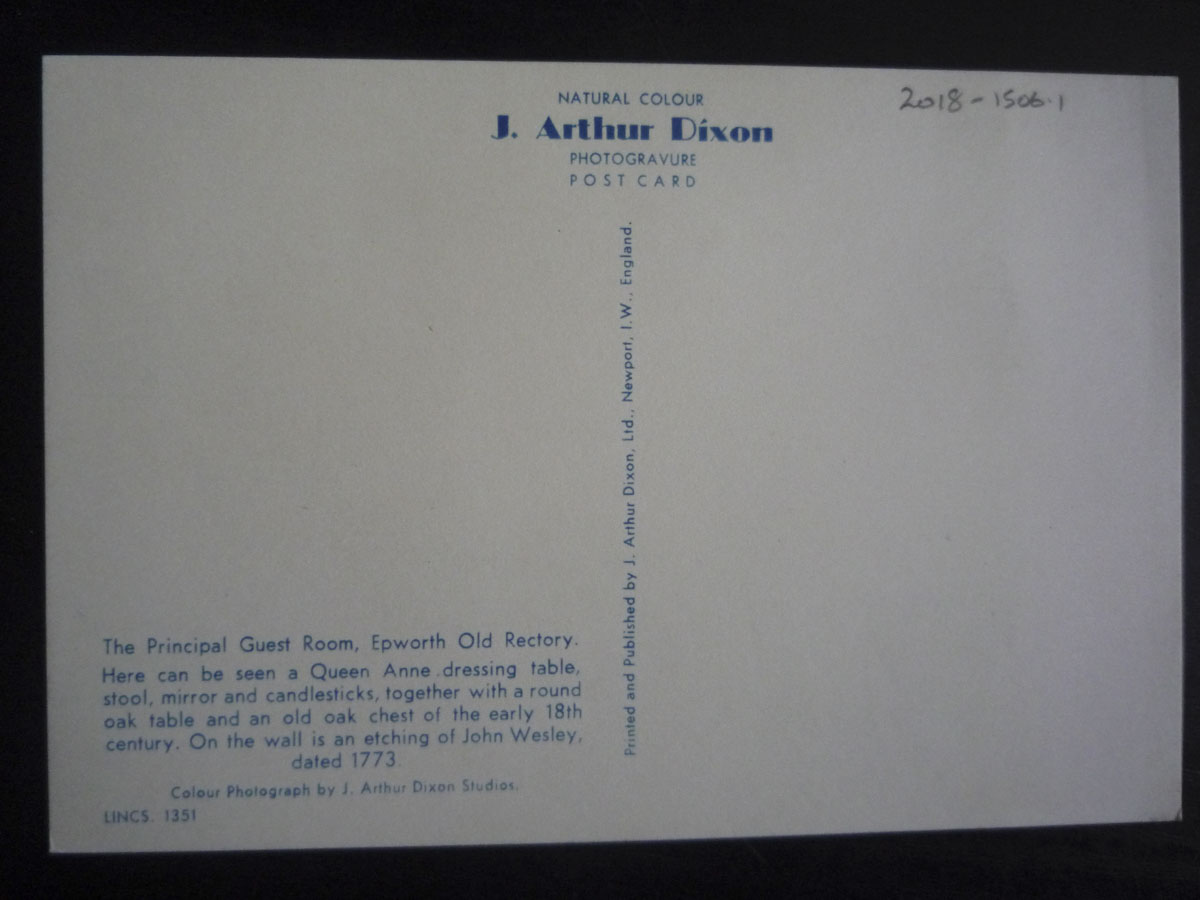 NATURAL COLOUR
J. Arthur Dixon
PHOTOGRAVURE
POST CARD
2018-1506.1
Printed and Published by J. Arthur Dixon, Ltd., Newport, I.W., England.
The Principal Guest Room, Epworth Old Rectory.
Here can be seen a Queen Anne dressing table,
stool, mirror and candlesticks, together with a round
oak table and an old oak chest of the early 18th
century. On the wall is an etching of John Wesley,
dated 1773.
Colour Photograph by J. Arthur Dixon Studios.
LINCS. 1351